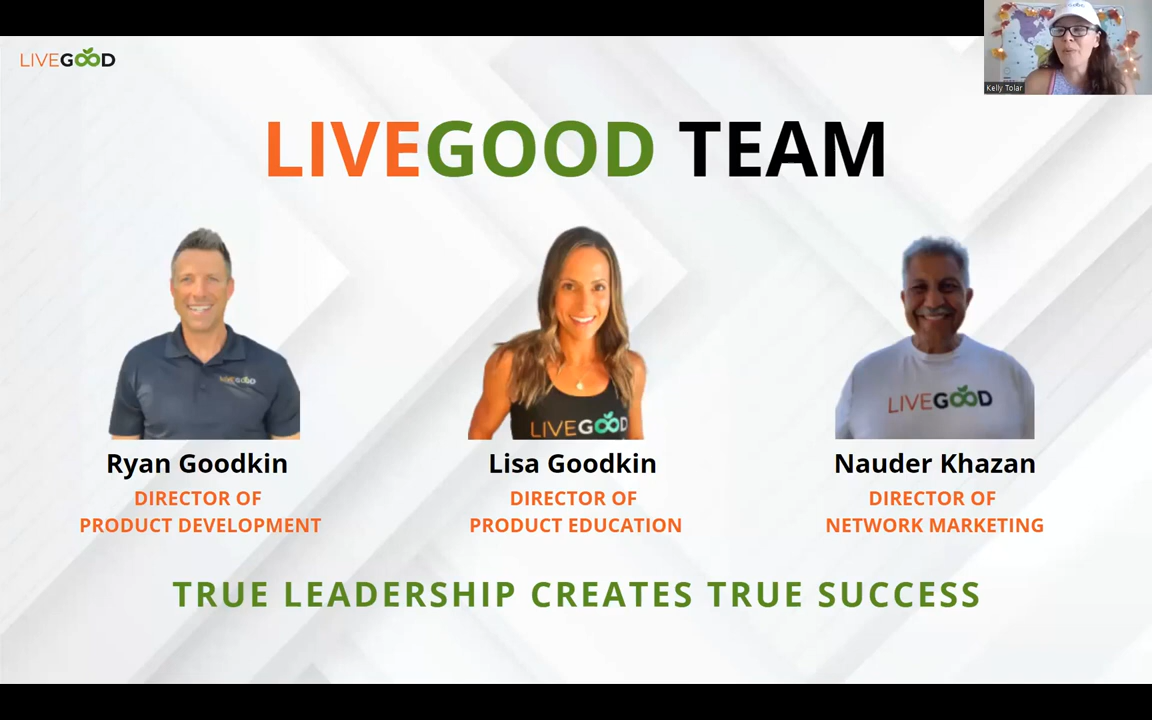 LIVEGOOD
Kelly Tolar
LIVEGOOD TEAM
LIVEGOOD
LIVEGOOD
LIVEGOOD
Ryan Goodkin
Lisa Goodkin
Nauder Khazan
DIRECTOR OF
PRODUCT DEVELOPMENT
DIRECTOR OF
PRODUCT EDUCATION
DIRECTOR OF
NETWORK MARKETING
TRUE LEADERSHIP CREATES TRUE SUCCESS